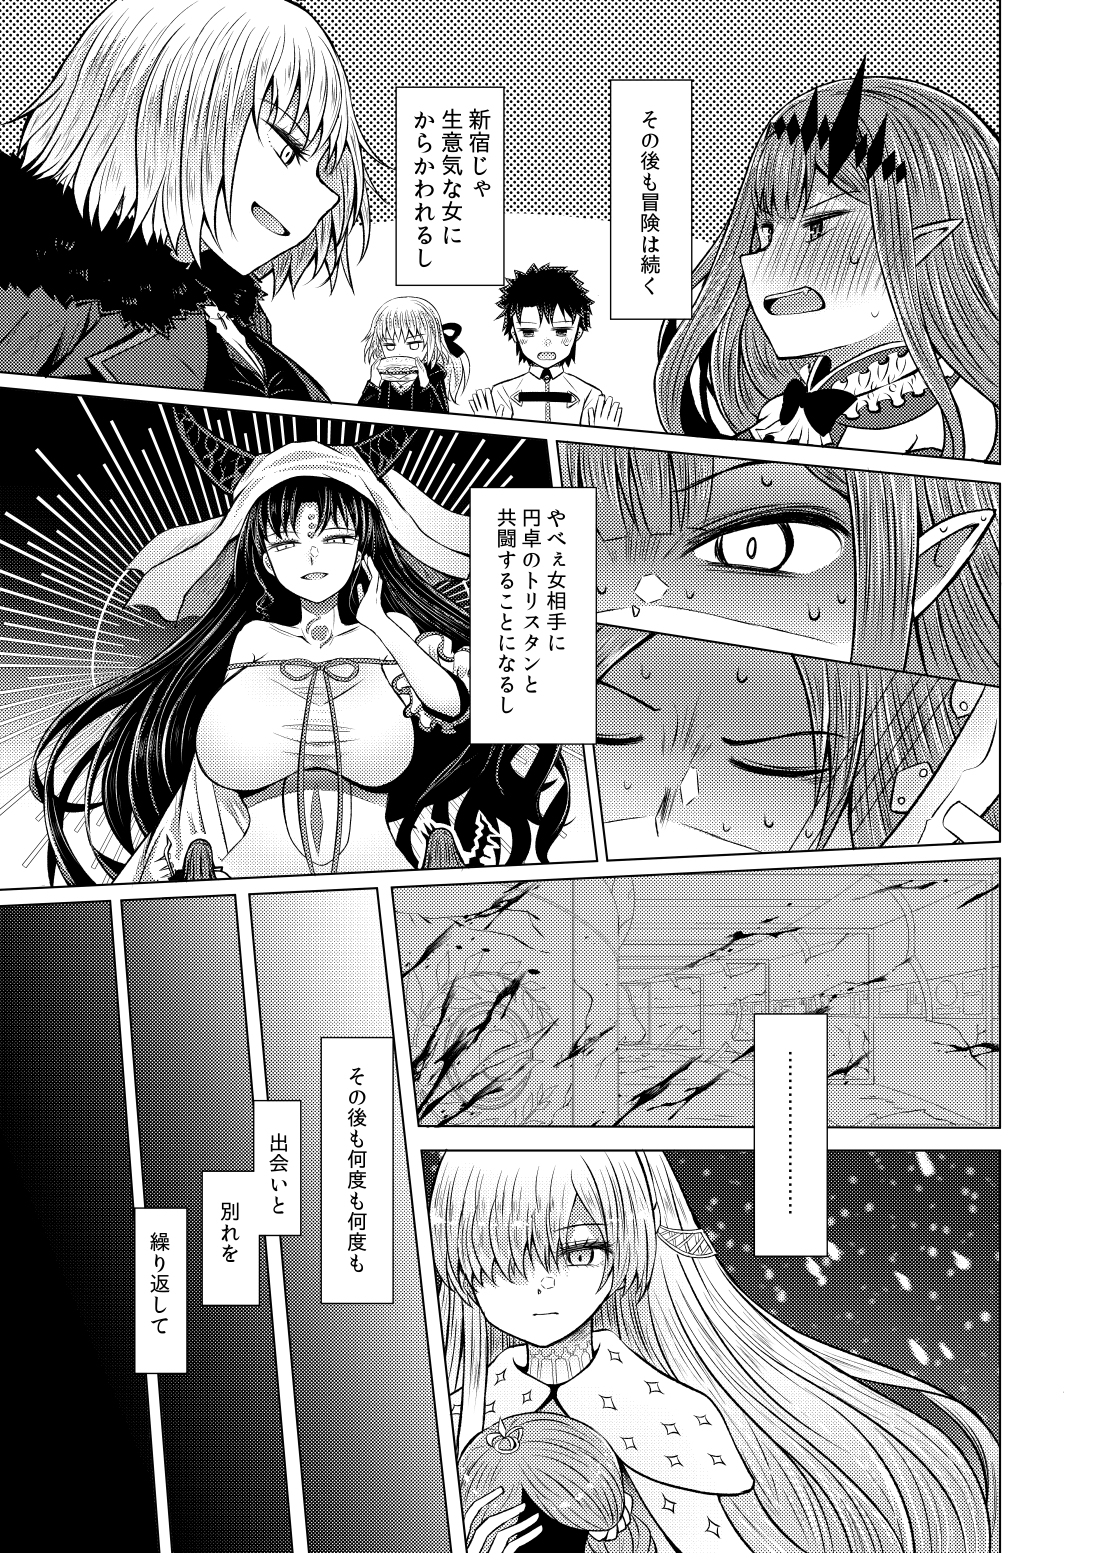 その後も冒険は続く
新宿じゃ
生意気な女に
からかわれるし
やべぇ女相手に
円卓のトリスタンと
共闘することになるし
…………
その後も何度も何度も
出会いと
別れを
繰り返して